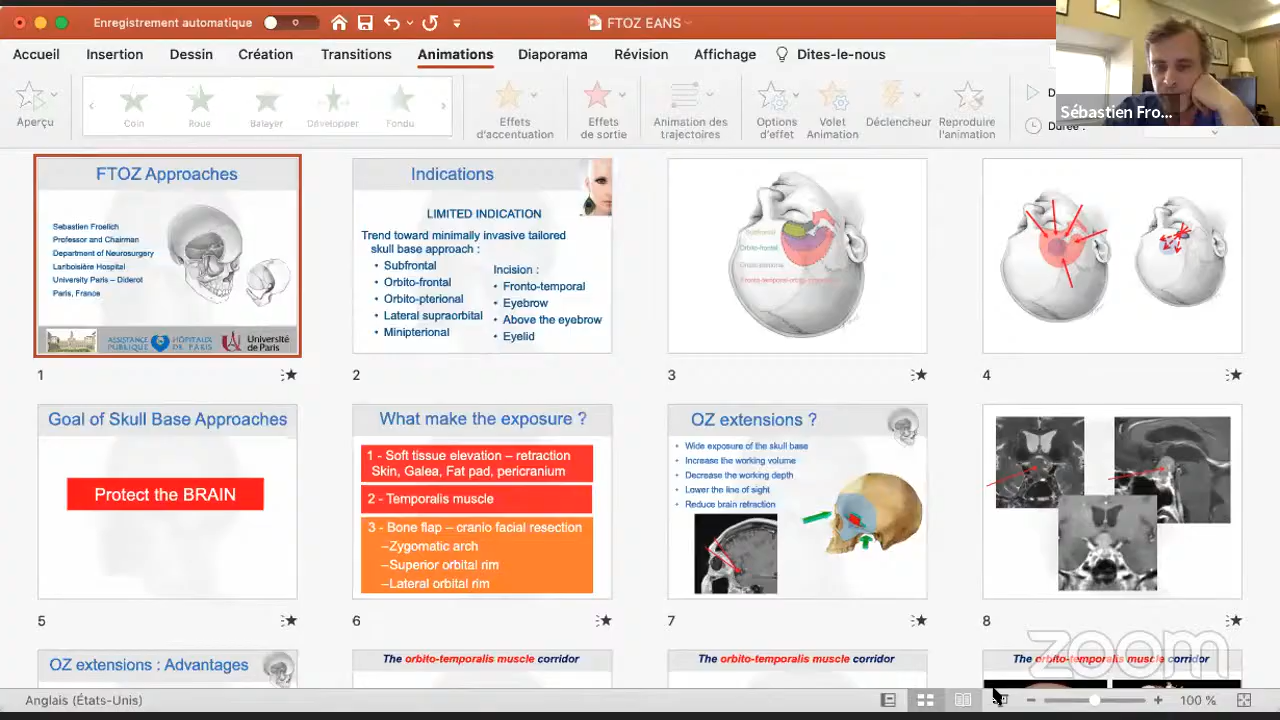 Enregistrement automatique
FTOZ EANS
Accueil
Insertion
Dessin
Création
Transitions
Animations
Diaporama
Révision
Affichage
Dites-le-nous
Sébastien Fro...
Aperçu
Coin
Roue
Balayer
Développer
Fondu
Effets
d'accentuation
Effets
de sortie
Animation des
trajectoires
Options
d'effet
Volet
Animation
Déclencheur
Reproduire
l'animation
Durée :
FTOZ Approaches
Sebastien Froelich
Professor and Chairman
Department of Neurosurgery
Lariboisière Hospital
University Paris – Diderot
Paris, France
ASSISTANCE HÔPITAUX
PUBLIQUE DE PARIS
Université
de Paris
1
Indications
LIMITED INDICATION
Trend toward minimally invasive tailored
skull base approach :
• Subfrontal
• Orbito-frontal
• Orbito-pterional
• Lateral supraorbital
• Minipterional
Incision :
• Fronto-temporal
• Eyebrow
• Above the eyebrow
• Eyelid
2
Subfrontal
Orbito-frontal
3
4
Goal of Skull Base Approaches
Protect the BRAIN
5
What make the exposure ?
1 - Soft tissue elevation – retraction
Skin, Galea, Fat pad, pericranium
2 - Temporalis muscle
3 - Bone flap – cranio facial resection
–Zygomatic arch
–Superior orbital rim
–Lateral orbital rim
6
OZ extensions ?
• Wide exposure of the skull base
• Increase the working volume
• Decrease the working depth
• Lower the line of sight
• Reduce brain retraction
7
8
OZ extensions : Advantages
The orbito-temporalis muscle corridor
The orbito-temporalis muscle corridor
The orbito-temporalis muscle corridor
zoom
Anglais (États-Unis)
100 %